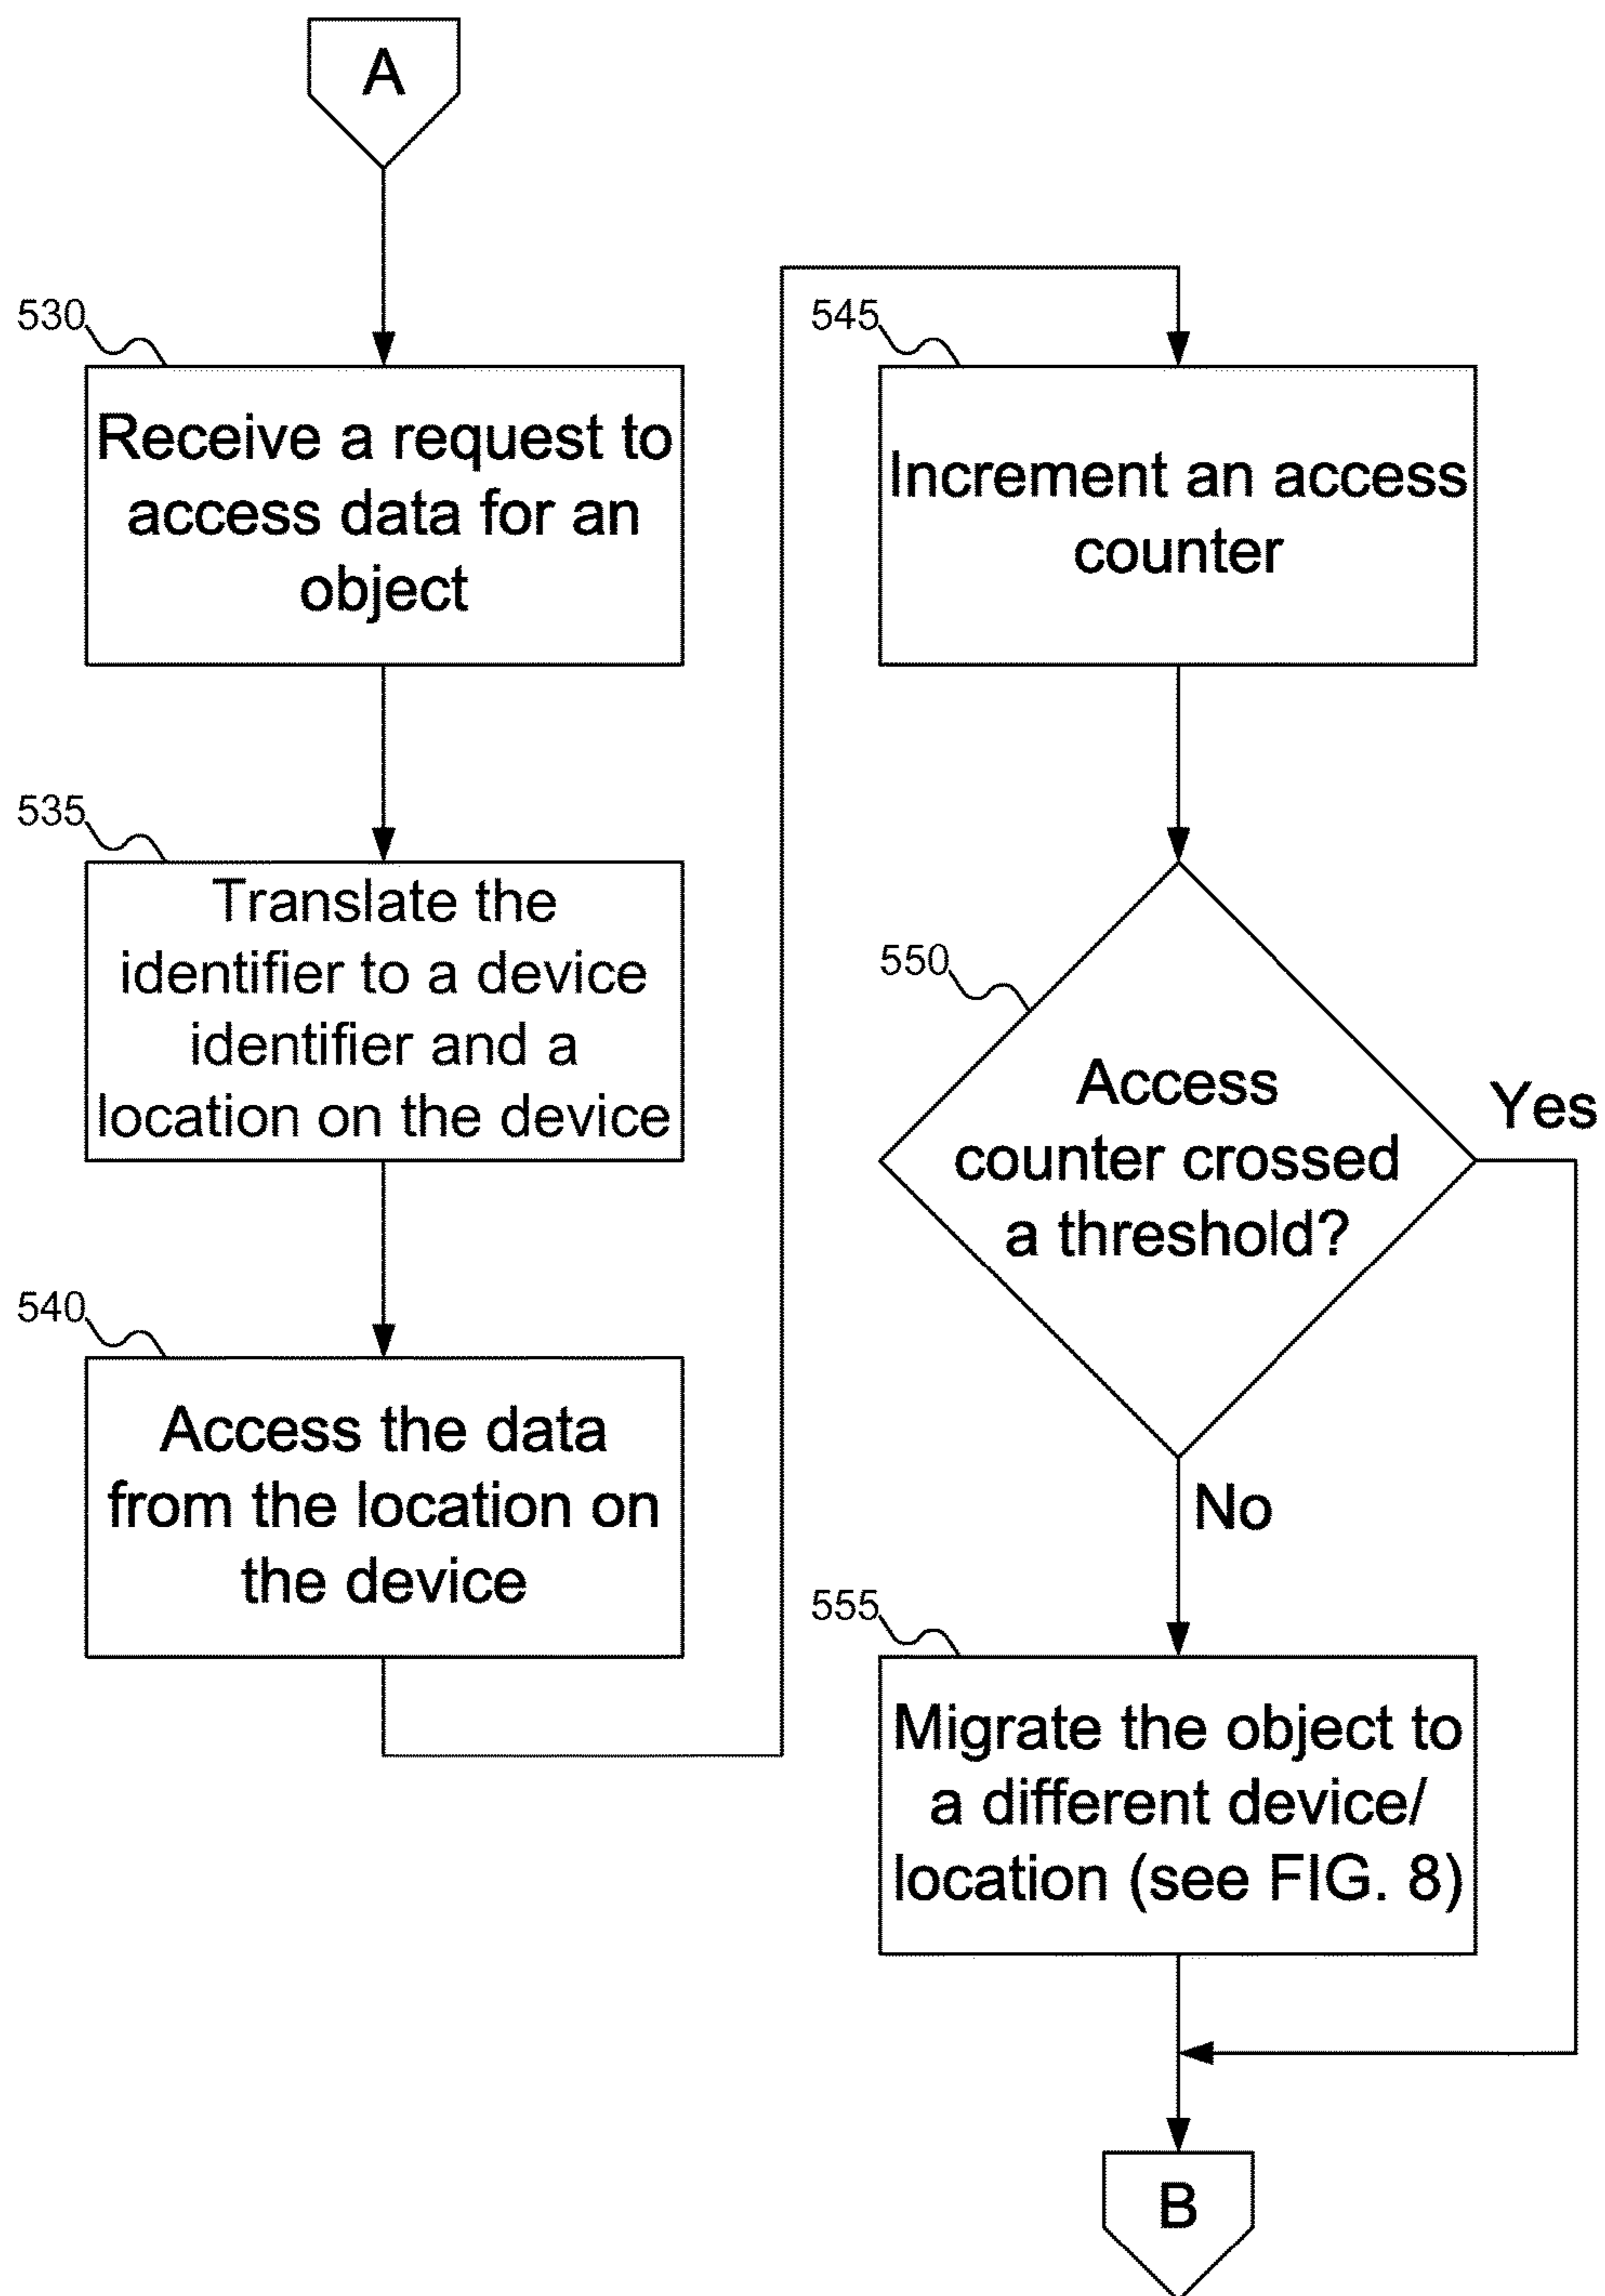 A
530
Receive a request to
access data for an
object
535
Translate the
identifier to a device
identifier and a
location on the device
540
Access the data
from the location on
the device
545
Increment an access
counter
550
Access
counter crossed
a threshold?
Yes
No
555
Migrate the object to
a different device/
location (see FIG. 8)
B